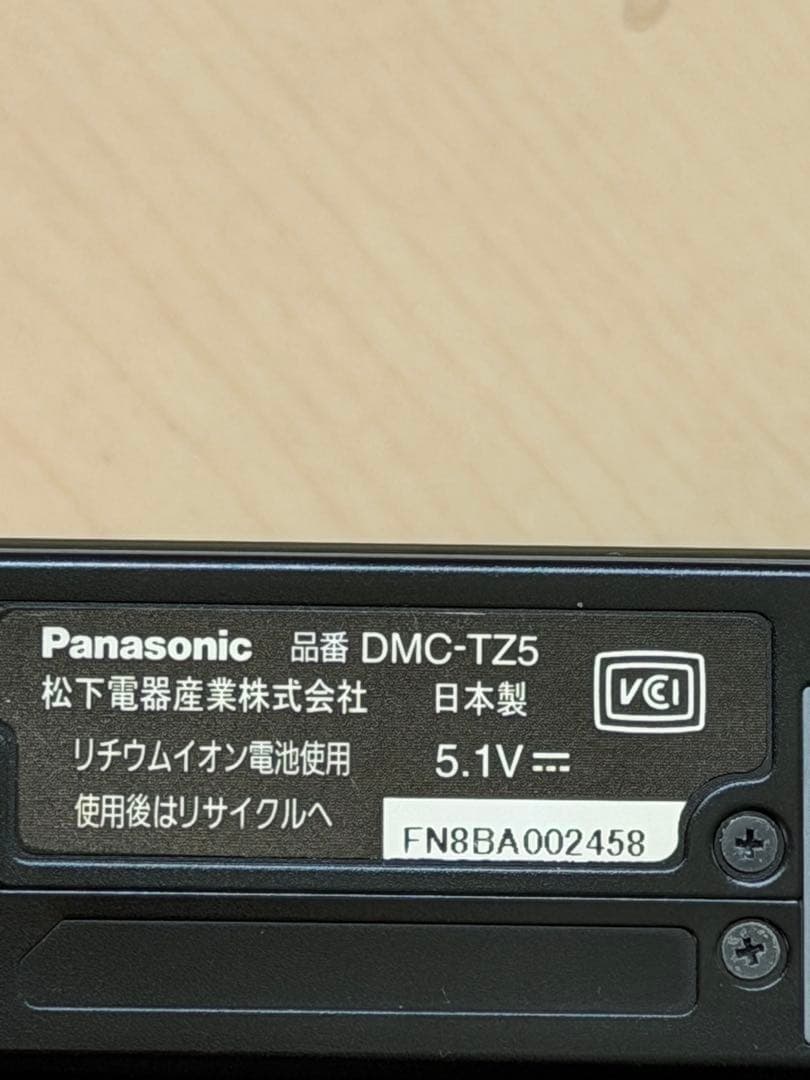 Panasonic 品番 DMC-TZ5
松下電器産業株式会社 日本製
VCCI
リチウムイオン電池使用 5.1V
使用後はリサイクルへ
FN8BA002458